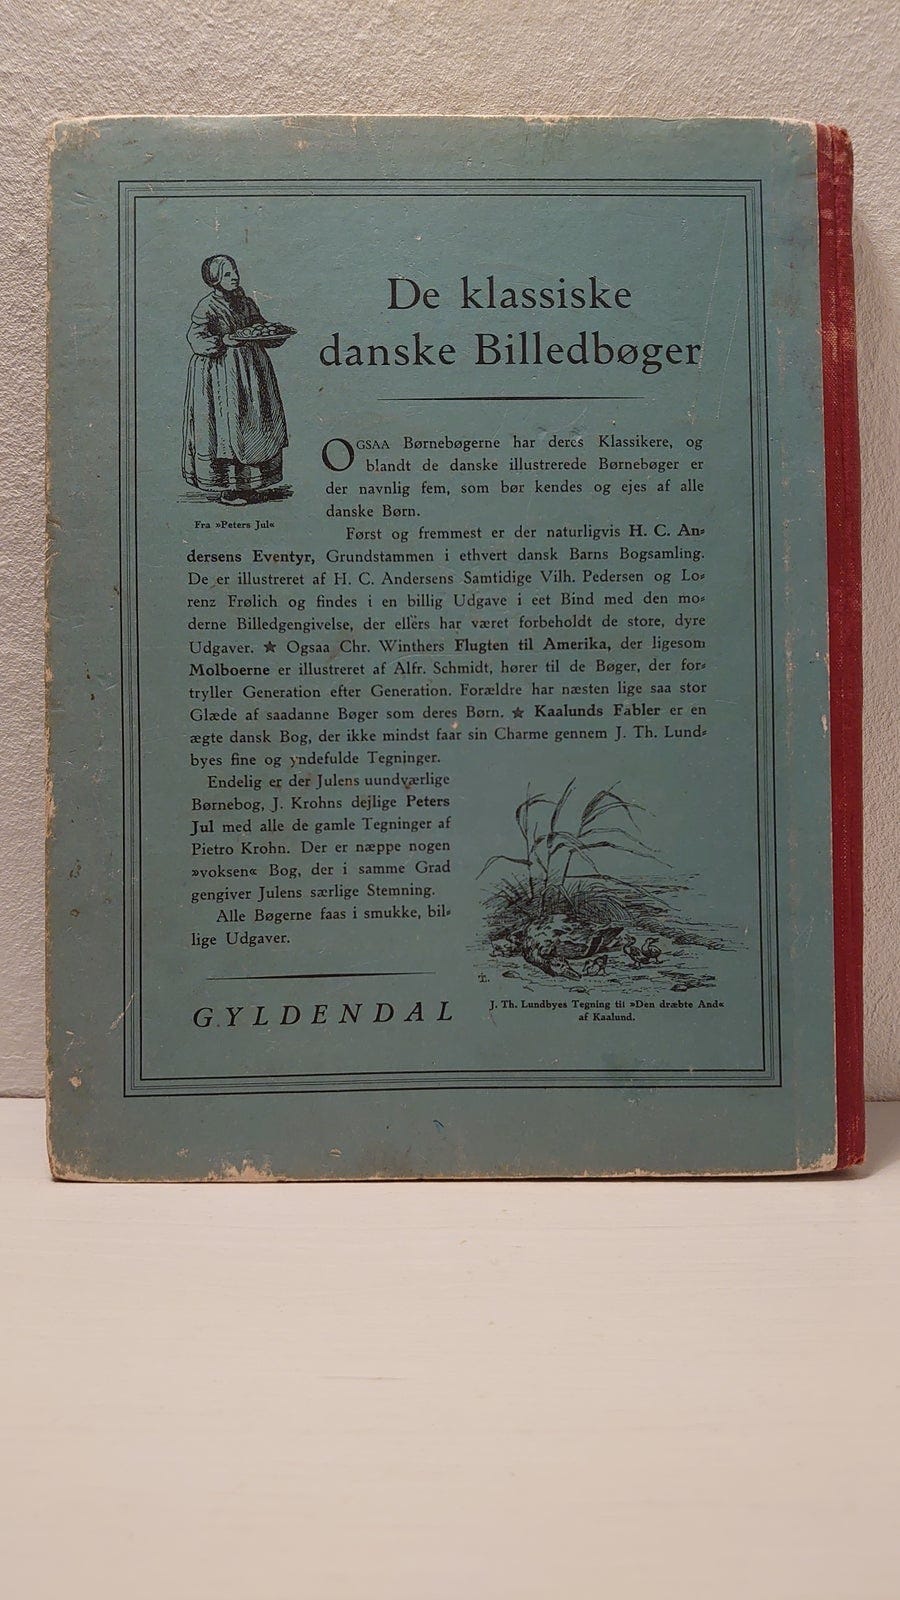 De klassiske
danske Billedbøger
OGSAA Børnebøgerne har deres Klassikere, og
blandt de danske illustrerede Børnebøger er
der navnlig fem, som bør kendes og ejes af alle
danske Børn.
Fra »Peters Jul«
Først og fremmest er der naturligvis H. C. An-
dersens Eventyr, Grundstammen i ethvert dansk Barns Bogsamling.
De er illustreret af H. C. Andersens Samtidige Vilh. Pedersen og Lo-
renz Frølich og findes i en billig Udgave i eet Bind med den mo-
derne Billedgengivelse, der ellers har været forbeholdt de store, dyre
Udgaver. ★ Ogsaa Chr. Winthers Flugten til Amerika, der ligesom
Molboerne er illustreret af Alfr. Schmidt, hører til de Bøger, der for-
tryller Generation efter Generation. Forældre har næsten lige saa stor
Glæde af saadanne Bøger som deres Børn. ★ Kaalunds Fabler er en
ægte dansk Bog, der ikke mindst faar sin Charme gennem J. Th. Lund-
byes fine og yndefulde Tegninger.
Endelig er der Julens uundværlige
Børnebog, J. Krohns dejlige Peters
Jul med alle de gamle Tegninger af
Pietro Krohn. Der er næppe nogen
»voksen« Bog, der i samme Grad
gengiver Julens særlige Stemning.
Alle Bøgerne faas i smukke, bil-
lige Udgaver.
GYLDENDAL
J. Th. Lundbyes Tegning til »Den dræbte And«
af Kaalund.